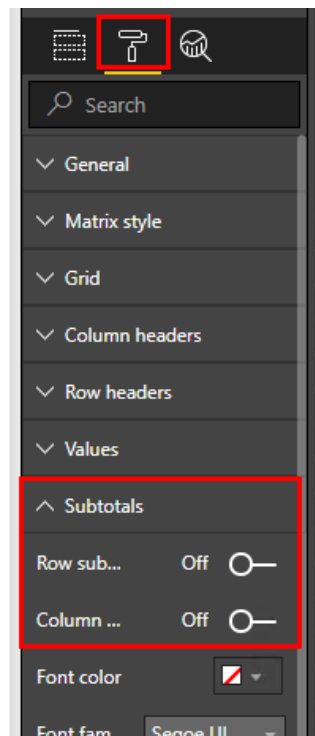 Search
General
Matrix style
Grid
Column headers
Row headers
Values
Subtotals
Row sub... Off
Column ... Off
Font color
Font fam... Segoe UI